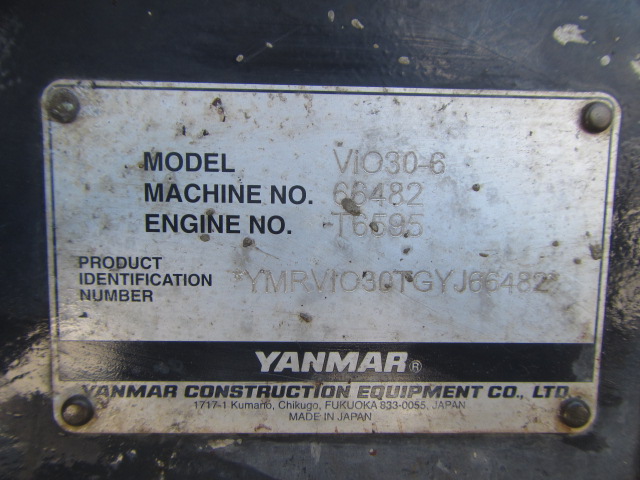 MODEL ViO30-6
MACHINE NO. 66482
ENGINE NO. T6595
PRODUCT
IDENTIFICATION *YMRVIO30TGYJ66482*
NUMBER
YANMAR®
YANMAR CONSTRUCTION EQUIPMENT CO., LTD.
1717-1 Kumano, Chikugo, FUKUOKA 833-0055, JAPAN
MADE IN JAPAN